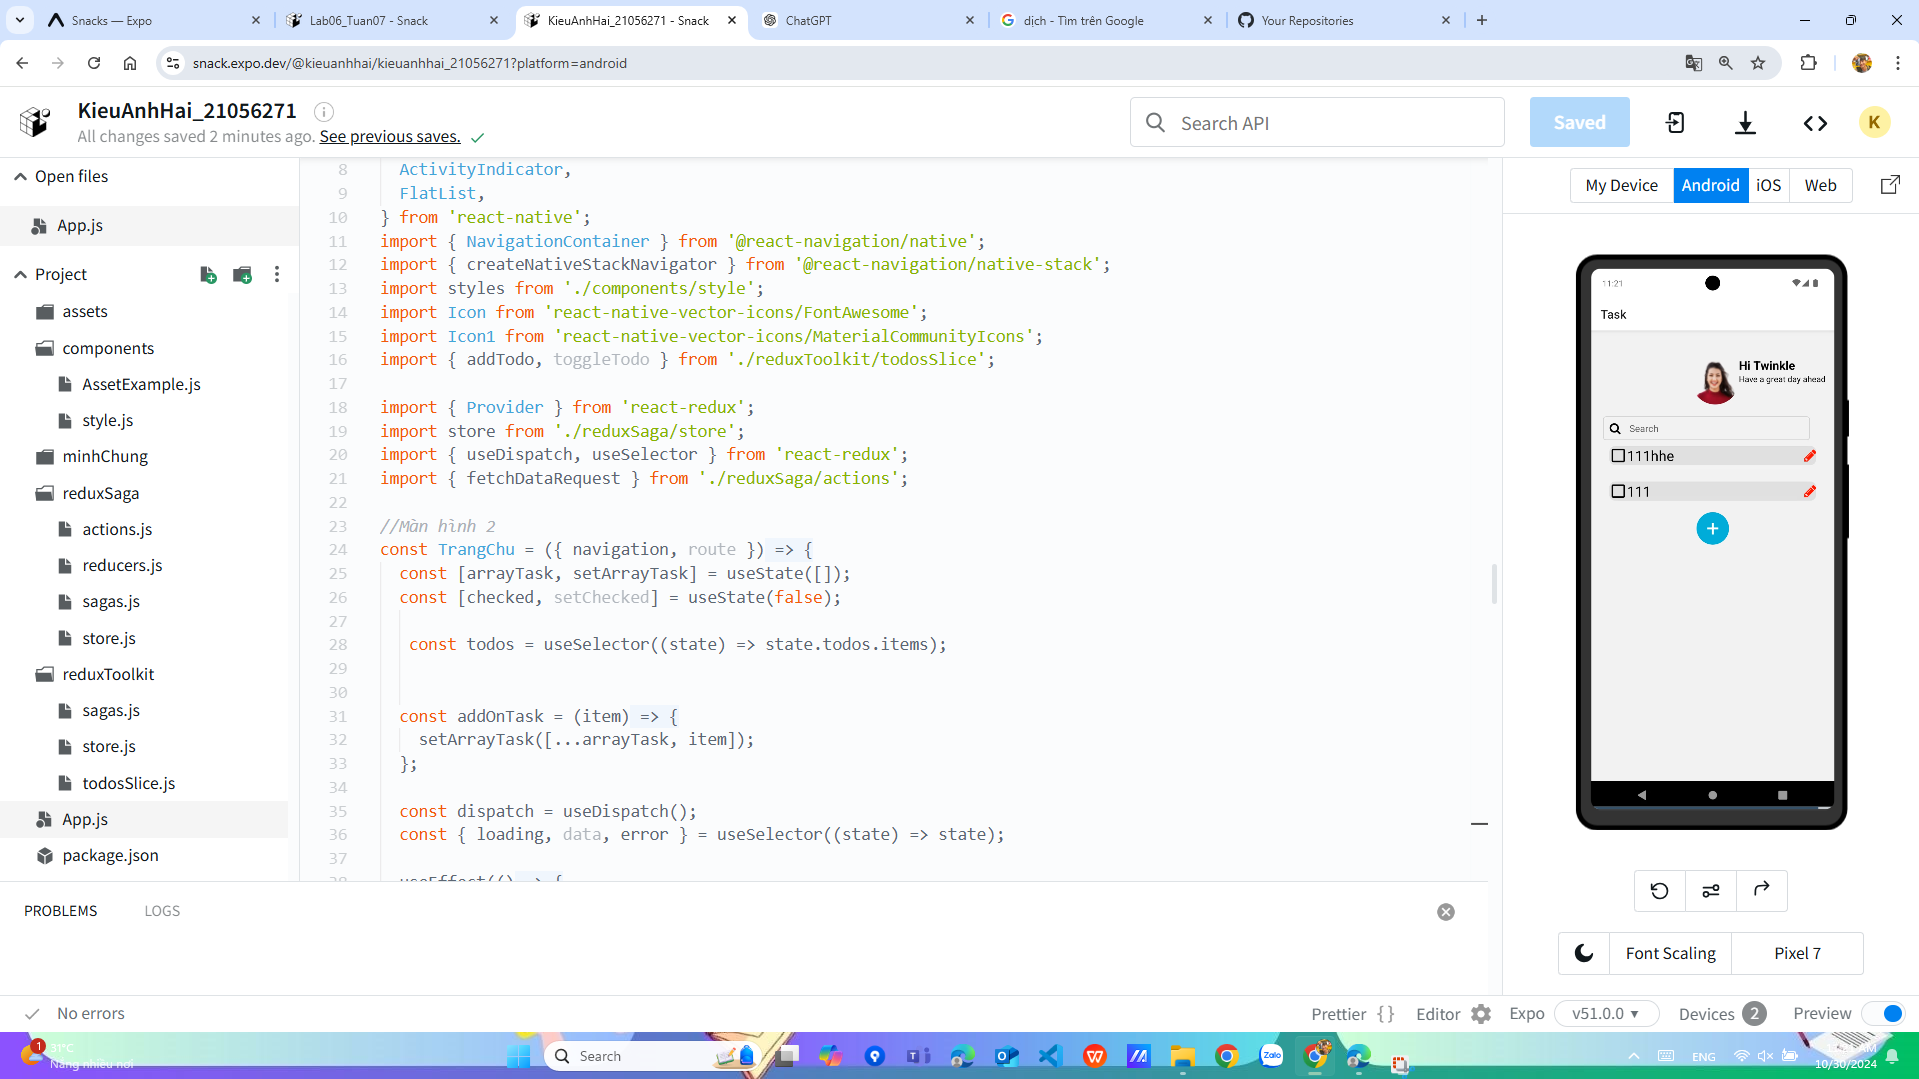 Snacks — Expo
Lab06_Tuan07 - Snack
KieuAnhHai_21056271 - Snack
ChatGPT
dịch - Tìm trên Google
Your Repositories
snack.expo.dev/@kieuanhhai/kieuanhhai_21056271?platform=android
KieuAnhHai_21056271
All changes saved 2 minutes ago. See previous saves.
Search API
Saved
K
Open files
App.js
Project
assets
components
AssetExample.js
style.js
minhChung
reduxSaga
actions.js
reducers.js
sagas.js
store.js
reduxToolkit
sagas.js
store.js
todosSlice.js
App.js
package.json
8 ActivityIndicator,
9 FlatList,
10 } from 'react-native';
11 import { NavigationContainer } from '@react-navigation/native';
12 import { createNativeStackNavigator } from '@react-navigation/native-stack';
13 import styles from './components/style';
14 import Icon from 'react-native-vector-icons/FontAwesome';
15 import Icon1 from 'react-native-vector-icons/MaterialCommunityIcons';
16 import { addTodo, toggleTodo } from './reduxToolkit/todosSlice';
17
18 import { Provider } from 'react-redux';
19 import store from './reduxSaga/store';
20 import { useDispatch, useSelector } from 'react-redux';
21 import { fetchDataRequest } from './reduxSaga/actions';
22
23 //Màn hình 2
24 const TrangChu = ({ navigation, route }) => {
25 const [arrayTask, setArrayTask] = useState([]);
26 const [checked, setChecked] = useState(false);
27
28 const todos = useSelector((state) => state.todos.items);
29
30
31 const addOnTask = (item) => {
32 setArrayTask([...arrayTask, item]);
33 };
34
35 const dispatch = useDispatch();
36 const { loading, data, error } = useSelector((state) => state);
37
38 useEffect(() => {
My Device
Android
iOS
Web
11:21
Task
Hi Twinkle
Have a great day ahead
Search
111hhe
111
+
Font Scaling
Pixel 7
PROBLEMS
LOGS
No errors
Prettier { }
Editor
Expo
v51.0.0 ▾
Devices 2
Preview
1
31°C
Nắng nhiều nơi
Search
Zalo
ENG
10/30/2024